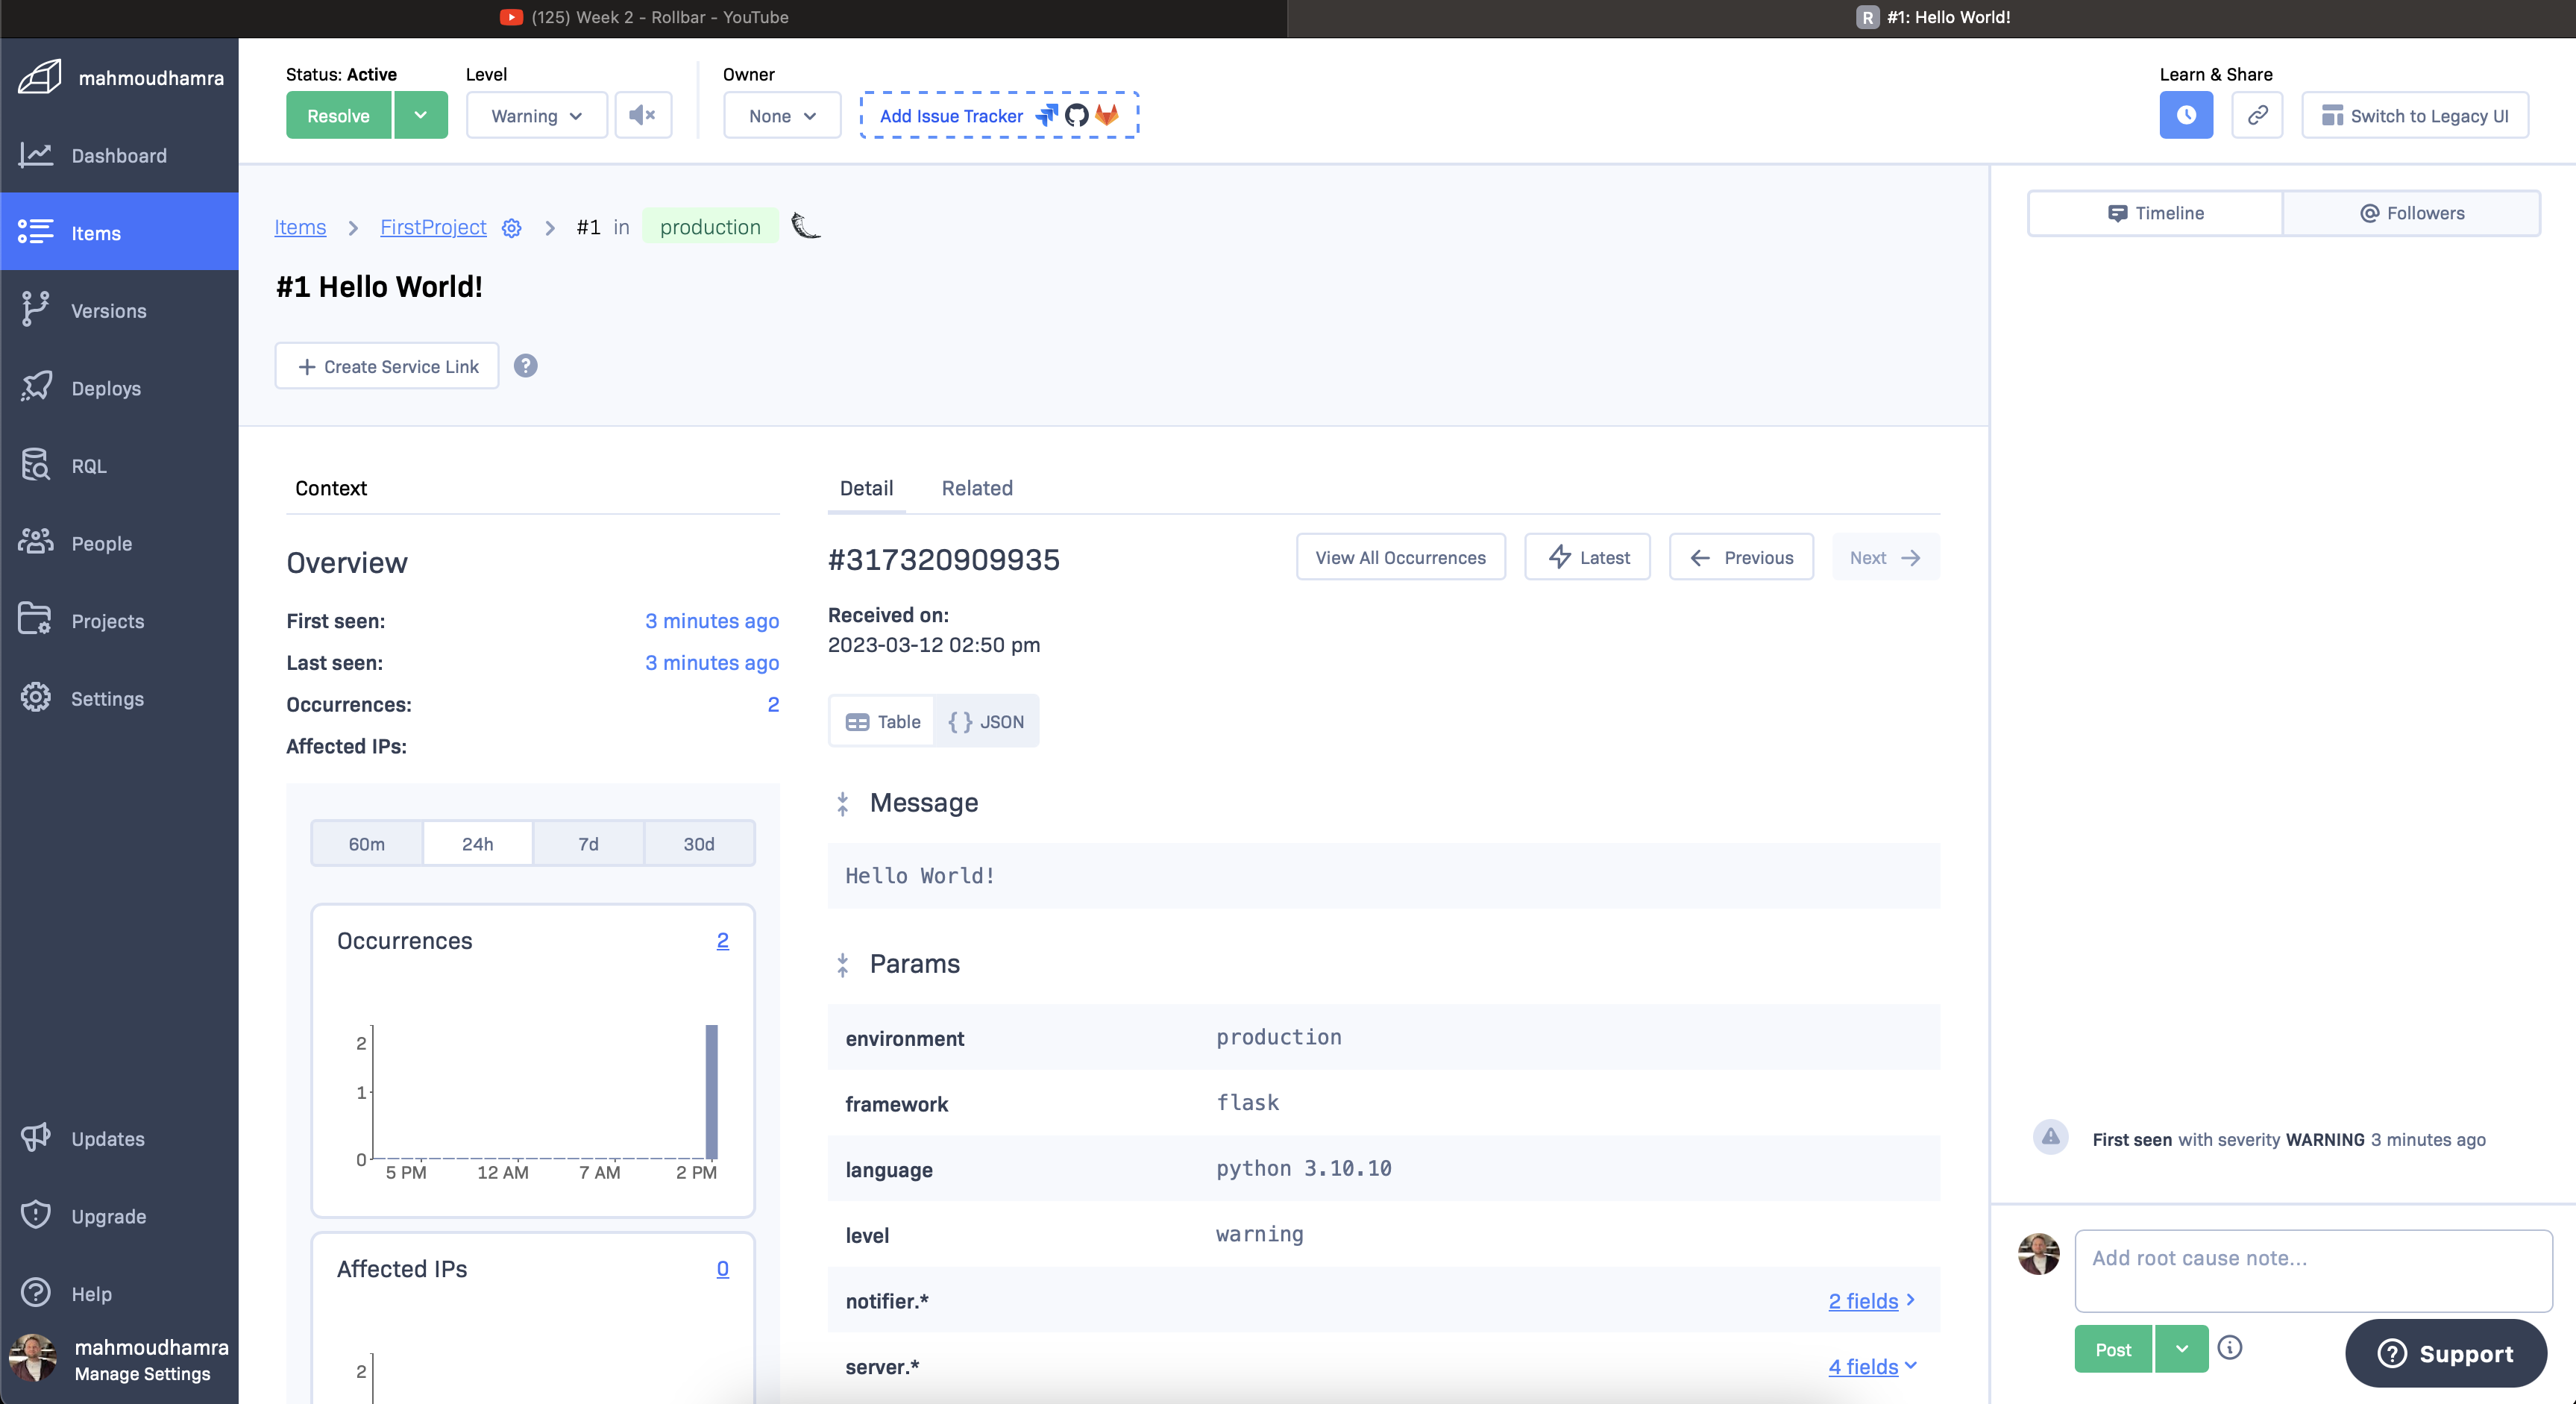 (125) Week 2 - Rollbar - YouTube
R #1: Hello World!
mahmoudhamra
Dashboard
Items
Versions
Deploys
RQL
People
Projects
Settings
Updates
Upgrade
Help
mahmoudhamra
Manage Settings
Status: Active
Level
Owner
Learn & Share
Resolve
Warning
None
Add Issue Tracker
Switch to Legacy UI
Items > FirstProject > #1 in production
#1 Hello World!
+ Create Service Link ?
Context
Overview
First seen: 3 minutes ago
Last seen: 3 minutes ago
Occurrences: 2
Affected IPs:
60m 24h 7d 30d
Occurrences 2
2
1
0
5 PM 12 AM 7 AM 2 PM
Affected IPs 0
2
Detail Related
#317320909935
View All Occurrences
Latest
Previous
Next
Received on:
2023-03-12 02:50 pm
Table
{ } JSON
Message
Hello World!
Params
environment production
framework flask
language python 3.10.10
level warning
notifier.* 2 fields
server.* 4 fields
Timeline
@ Followers
First seen with severity WARNING 3 minutes ago
Add root cause note...
Post
? Support